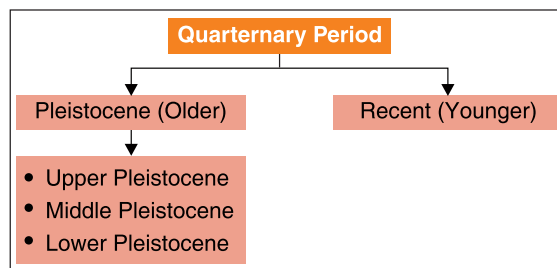 Quarternary Period
Pleistocene (Older)
Recent (Younger)
• Upper Pleistocene
• Middle Pleistocene
• Lower Pleistocene